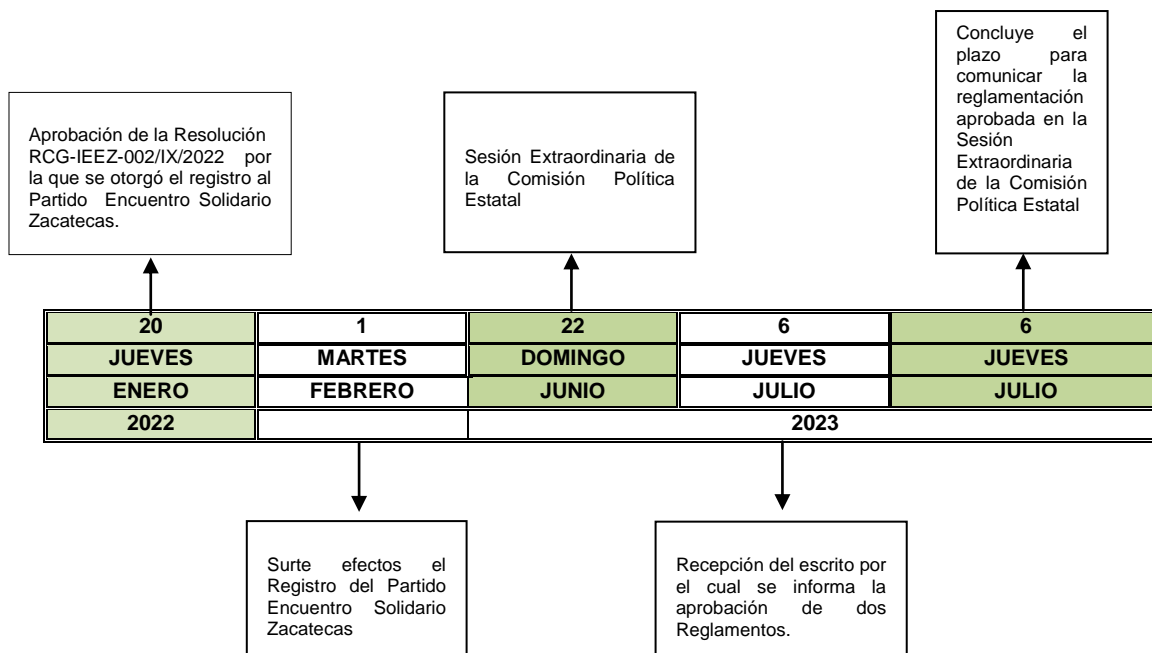 Concluye el
plazo para
comunicar la
reglamentación
aprobada en la
Sesión
Extraordinaria
de la Comisión
Política Estatal
Aprobación de la Resolución
RCG-IEEZ-002/IX/2022 por
la que se otorgó el registro al
Partido Encuentro Solidario
Zacatecas.
Sesión Extraordinaria de
la Comisión Política
Estatal
20 1 22 6 6
JUEVES MARTES DOMINGO JUEVES JUEVES
ENERO FEBRERO JUNIO JULIO JULIO
2022 2023
Surte efectos el
Registro del Partido
Encuentro Solidario
Zacatecas
Recepción del escrito por
el cual se informa la
aprobación de dos
Reglamentos.